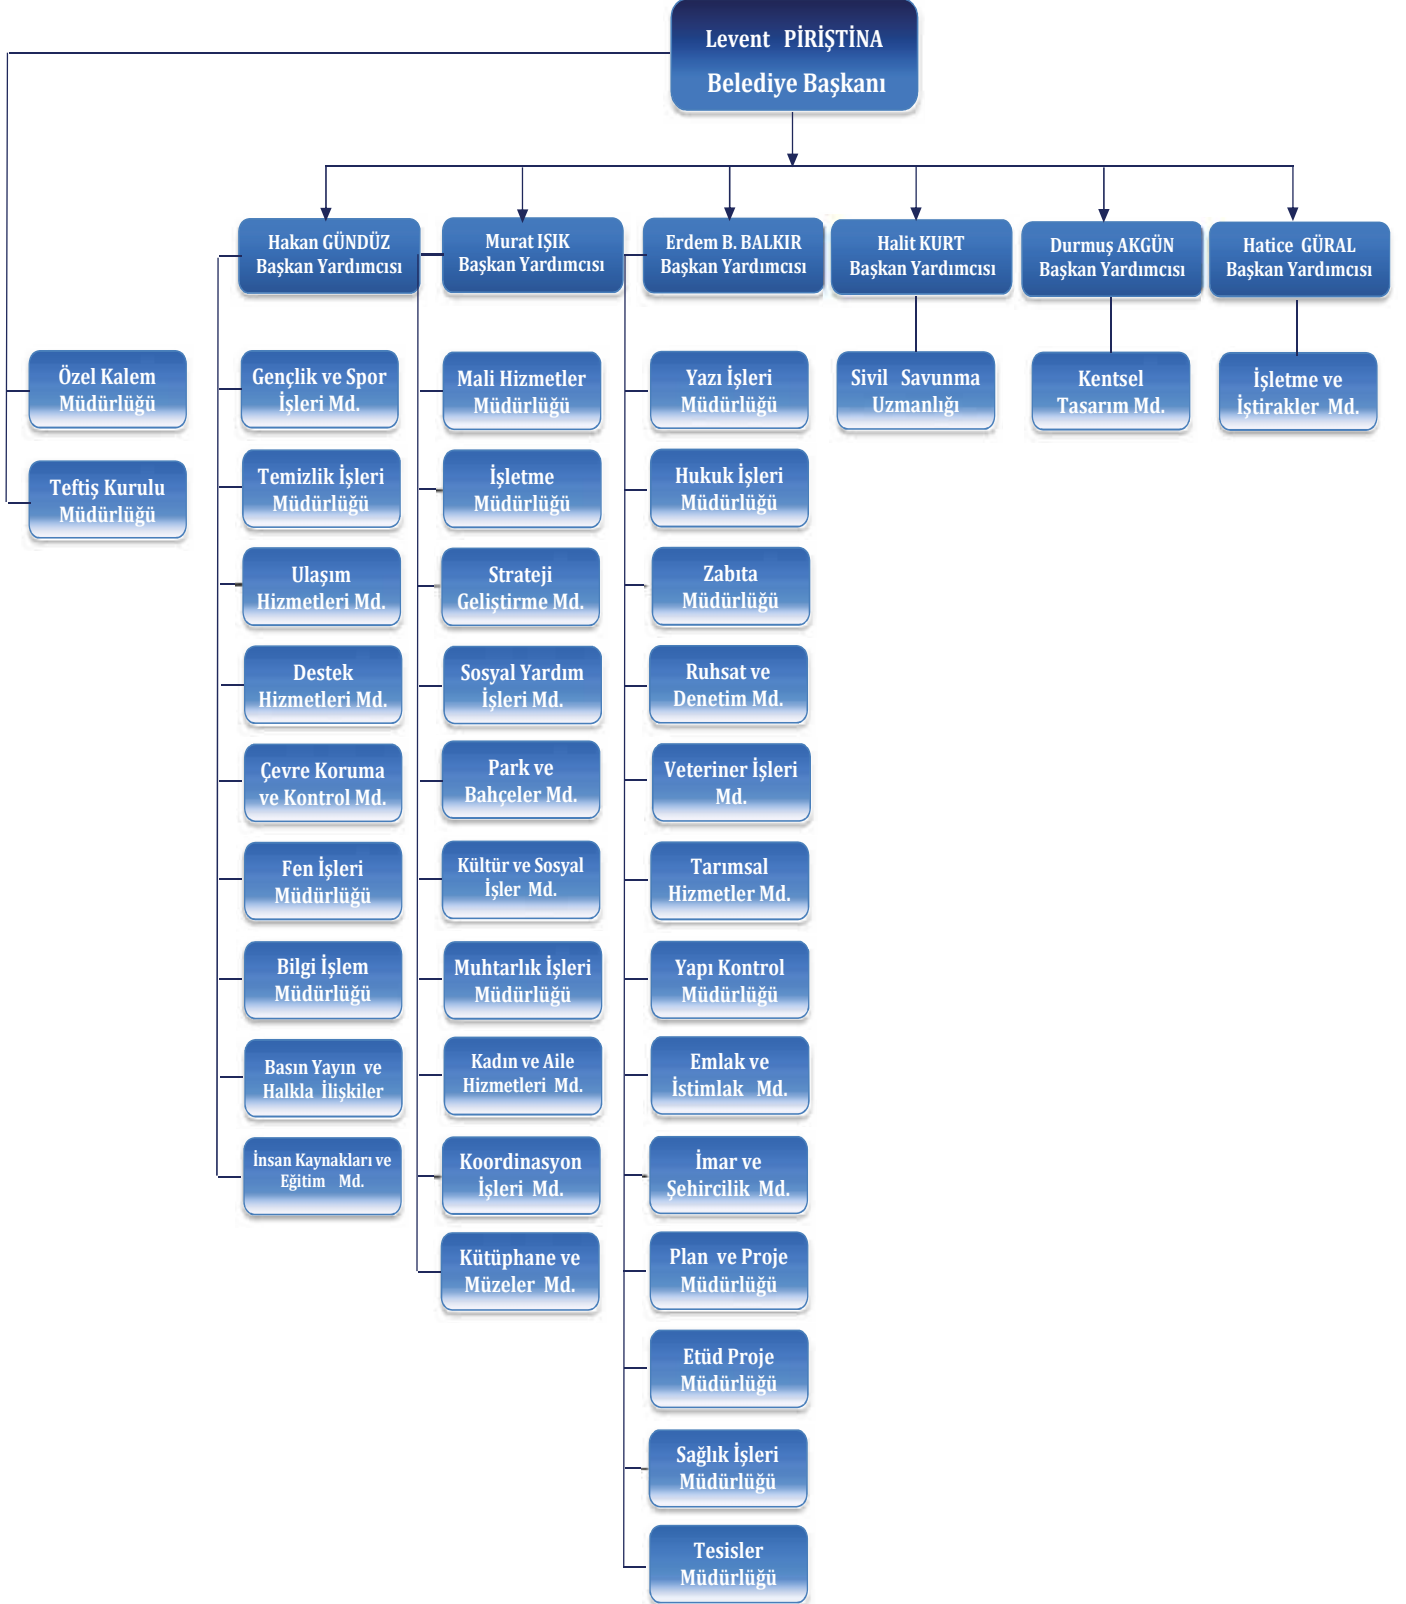 Levent PİRİŞTİNA
Belediye Başkanı
Hakan GÜNDÜZ
Başkan Yardımcısı
Murat IŞIK
Başkan Yardımcısı
Erdem B. BALKIR
Başkan Yardımcısı
Halit KURT
Başkan Yardımcısı
Durmuş AKGÜN
Başkan Yardımcısı
Hatice GÜRAL
Başkan Yardımcısı
Özel Kalem
Müdürlüğü
Teftiş Kurulu
Müdürlüğü
Gençlik ve Spor
İşleri Md.
Temizlik İşleri
Müdürlüğü
Ulaşım
Hizmetleri Md.
Destek
Hizmetleri Md.
Çevre Koruma
ve Kontrol Md.
Fen İşleri
Müdürlüğü
Bilgi İşlem
Müdürlüğü
Basın Yayın ve
Halkla İlişkiler
İnsan Kaynakları ve
Eğitim Md.
Mali Hizmetler
Müdürlüğü
İşletme
Müdürlüğü
Strateji
Geliştirme Md.
Sosyal Yardım
İşleri Md.
Park ve
Bahçeler Md.
Kültür ve Sosyal
İşler Md.
Muhtarlık İşleri
Müdürlüğü
Kadın ve Aile
Hizmetleri Md.
Koordinasyon
İşleri Md.
Kütüphane ve
Müzeler Md.
Yazı İşleri
Müdürlüğü
Hukuk İşleri
Müdürlüğü
Zabıta
Müdürlüğü
Ruhsat ve
Denetim Md.
Veteriner İşleri
Md.
Tarımsal
Hizmetler Md.
Yapı Kontrol
Müdürlüğü
Emlak ve
İstimlak Md.
İmar ve
Şehircilik Md.
Plan ve Proje
Müdürlüğü
Etüd Proje
Müdürlüğü
Sağlık İşleri
Müdürlüğü
Tesisler
Müdürlüğü
Sivil Savunma
Uzmanlığı
Kentsel
Tasarım Md.
İşletme ve
İştirakler Md.